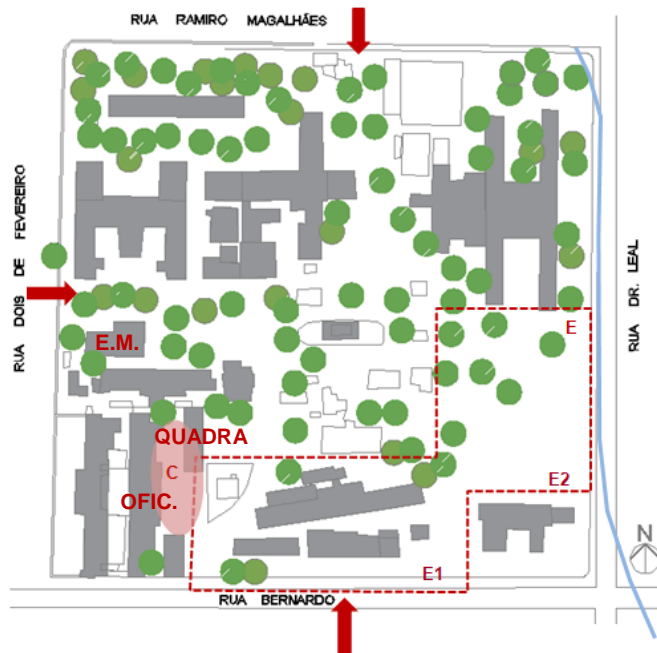 RUA RAMIRO MAGALHÃES
RUA DOIS DE FEVEREIRO
RUA DR. LEAL
E
E.M.
QUADRA
C
OFIC.
E2
N
E1
RUA BERNARDO